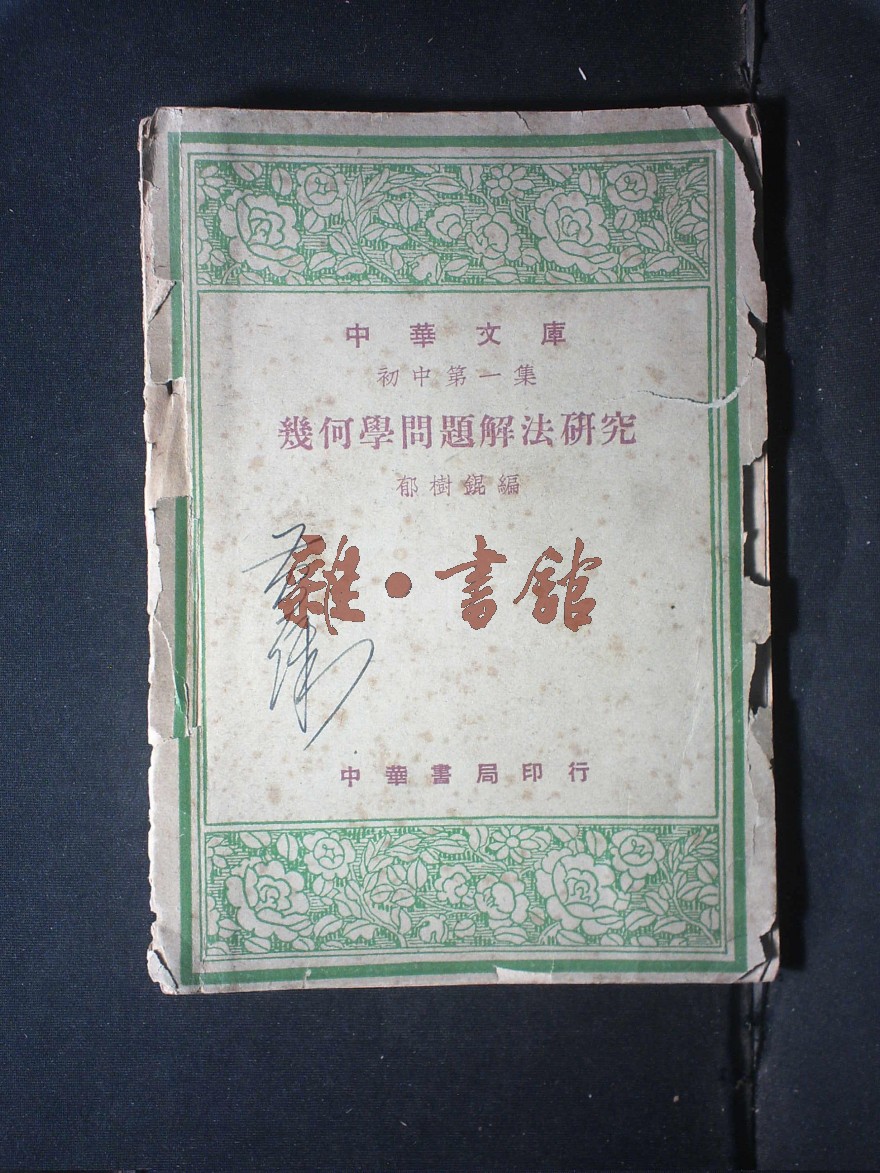 中華文庫
初中第一集
幾何學問題解法研究
郁樹錕編
雜·書館
中華書局印行